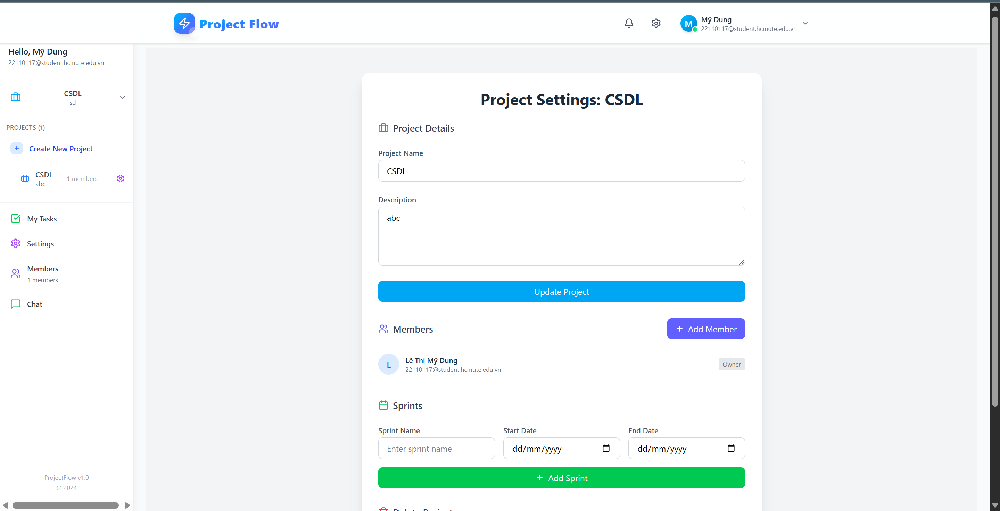 Project Flow
Mỹ Dung
22110117@student.hcmute.edu.vn
M
Hello, Mỹ Dung
22110117@student.hcmute.edu.vn
CSDL
sd
PROJECTS (1)
Create New Project
CSDL
abc
1 members
My Tasks
Settings
Members
1 members
Chat
ProjectFlow v1.0
© 2024
Project Settings: CSDL
Project Details
Project Name
CSDL
Description
abc
Update Project
Members
Add Member
L
Lê Thị Mỹ Dung
22110117@student.hcmute.edu.vn
Owner
Sprints
Sprint Name
Start Date
End Date
Enter sprint name
dd/mm/yyyy
dd/mm/yyyy
Add Sprint